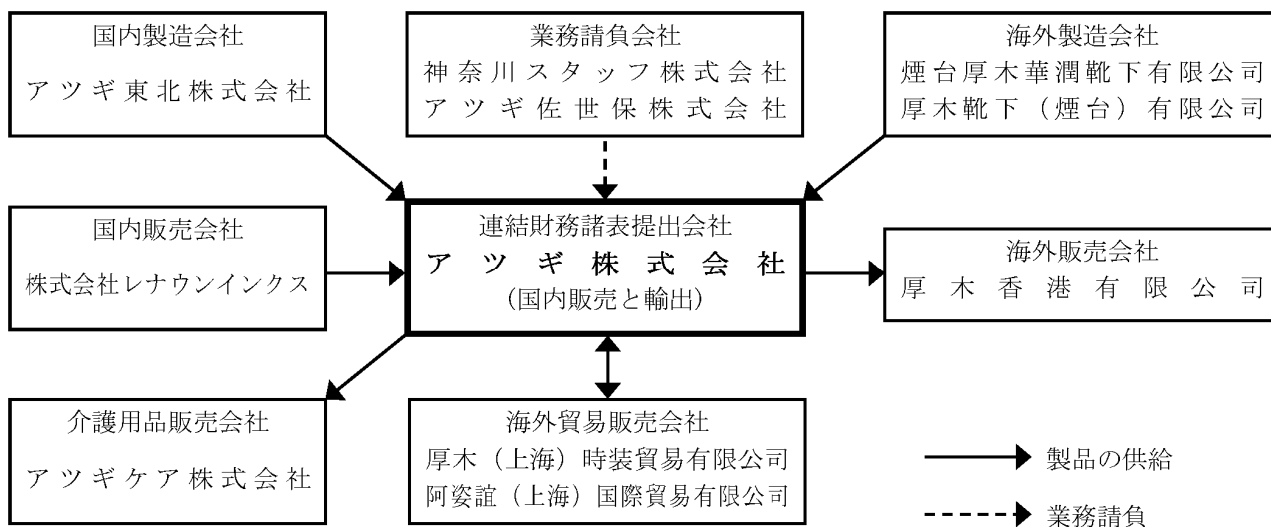 国内製造会社
アツギ東北株式会社
業務請負会社
神奈川スタッフ株式会社
アツギ佐世保株式会社
海外製造会社
煙台厚木華潤靴下有限公司
厚木靴下（煙台）有限公司
国内販売会社
株式会社レナウンインクス
連結財務諸表提出会社
アツギ株式会社
（国内販売と輸出）
海外販売会社
厚木香港有限公司
介護用品販売会社
アツギケア株式会社
海外貿易販売会社
厚木（上海）時装貿易有限公司
阿姿誼（上海）国際貿易有限公司
製品の供給
業務請負